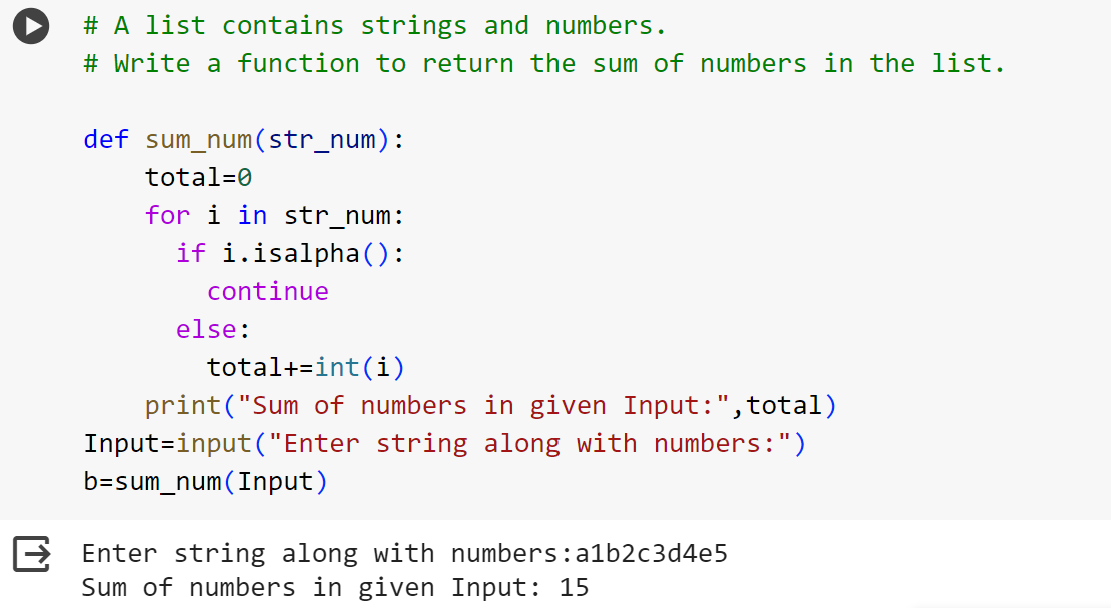 # A list contains strings and numbers.
# Write a function to return the sum of numbers in the list.
def sum_num(str_num):
    total=0
    for i in str_num:
      if i.isalpha():
        continue
      else:
        total+=int(i)
    print("Sum of numbers in given Input:",total)
Input=input("Enter string along with numbers:")
b=sum_num(Input)
Enter string along with numbers:a1b2c3d4e5
Sum of numbers in given Input: 15